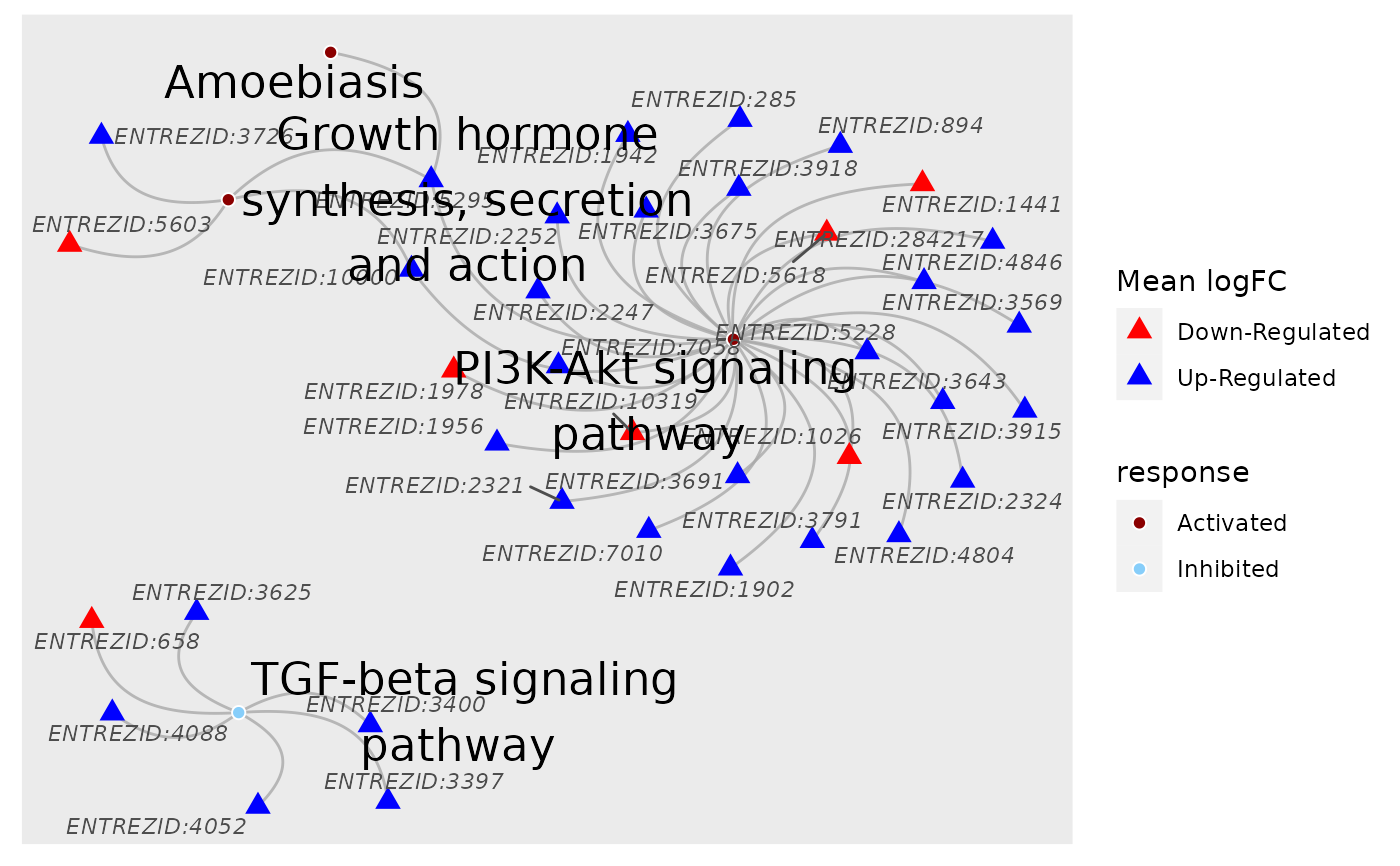 Amoebiasis
ENTREZID:285
ENTREZID:894
ENTREZID:3726
Growth hormone
ENTREZID:1942
ENTREZID:3918
synthesis, secretion
ENTREZID:5295
ENTREZID:1441
ENTREZID:5603
ENTREZID:2252
ENTREZID:3675
ENTREZID:284217
and action
ENTREZID:4846
ENTREZID:10000
ENTREZID:5618
ENTREZID:3569
ENTREZID:2247
ENTREZID:5228
ENTREZID:7058
PI3K-Akt signaling
ENTREZID:3643
ENTREZID:1978
ENTREZID:10319
ENTREZID:1956
pathway
ENTREZID:1026
ENTREZID:3915
ENTREZID:2321
ENTREZID:3691
ENTREZID:2324
ENTREZID:3791
ENTREZID:7010
ENTREZID:4804
ENTREZID:1902
ENTREZID:3625
ENTREZID:658
TGF-beta signaling
ENTREZID:3400
ENTREZID:4088
pathway
ENTREZID:3397
ENTREZID:4052
Mean logFC
Down-Regulated
Up-Regulated
response
Activated
Inhibited